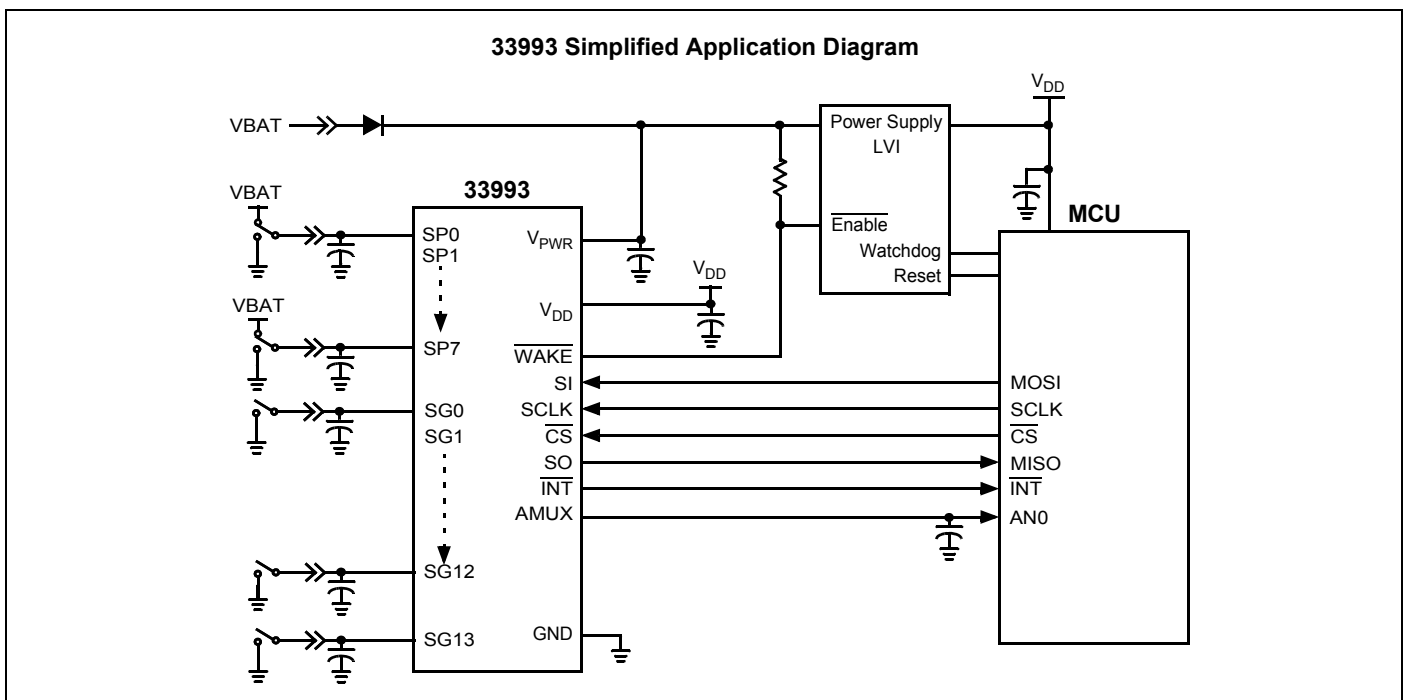 33993 Simplified Application Diagram
VDD
VBAT
Power Supply
LVI
33993
MCU
VBAT
SP0
SP1
VPWR
Enable
Watchdog
Reset
VDD
VBAT
VDD
SP7
WAKE
SI
MOSI
SG0
SCLK
SCLK
SG1
CS
CS
SO
MISO
INT
INT
AMUX
AN0
SG12
SG13
GND